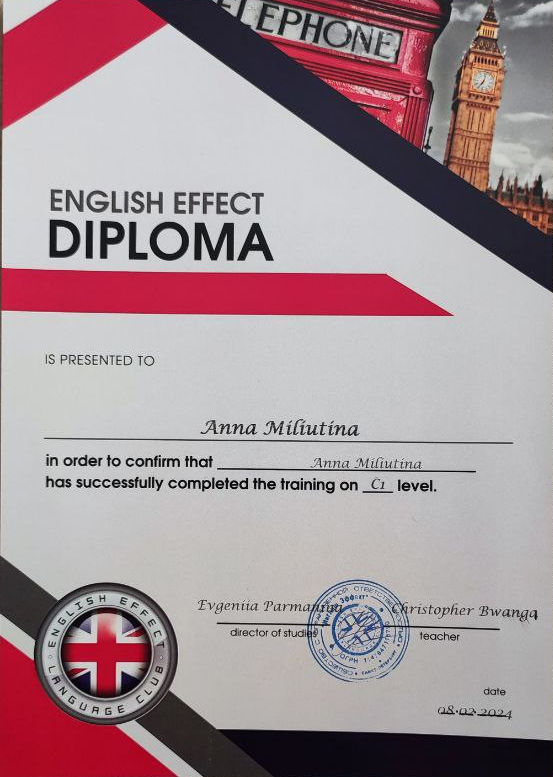 TELEPHONE
ENGLISH EFFECT
DIPLOMA
IS PRESENTED TO
Anna Miliutina
in order to confirm that Anna Miliutina
has successfully completed the training on C1 level.
Evgeniia Parmanina Christopher Bwanga
director of studies teacher
ENGLISH EFFECT
LANGUAGE CLUB
date
08.02.2024